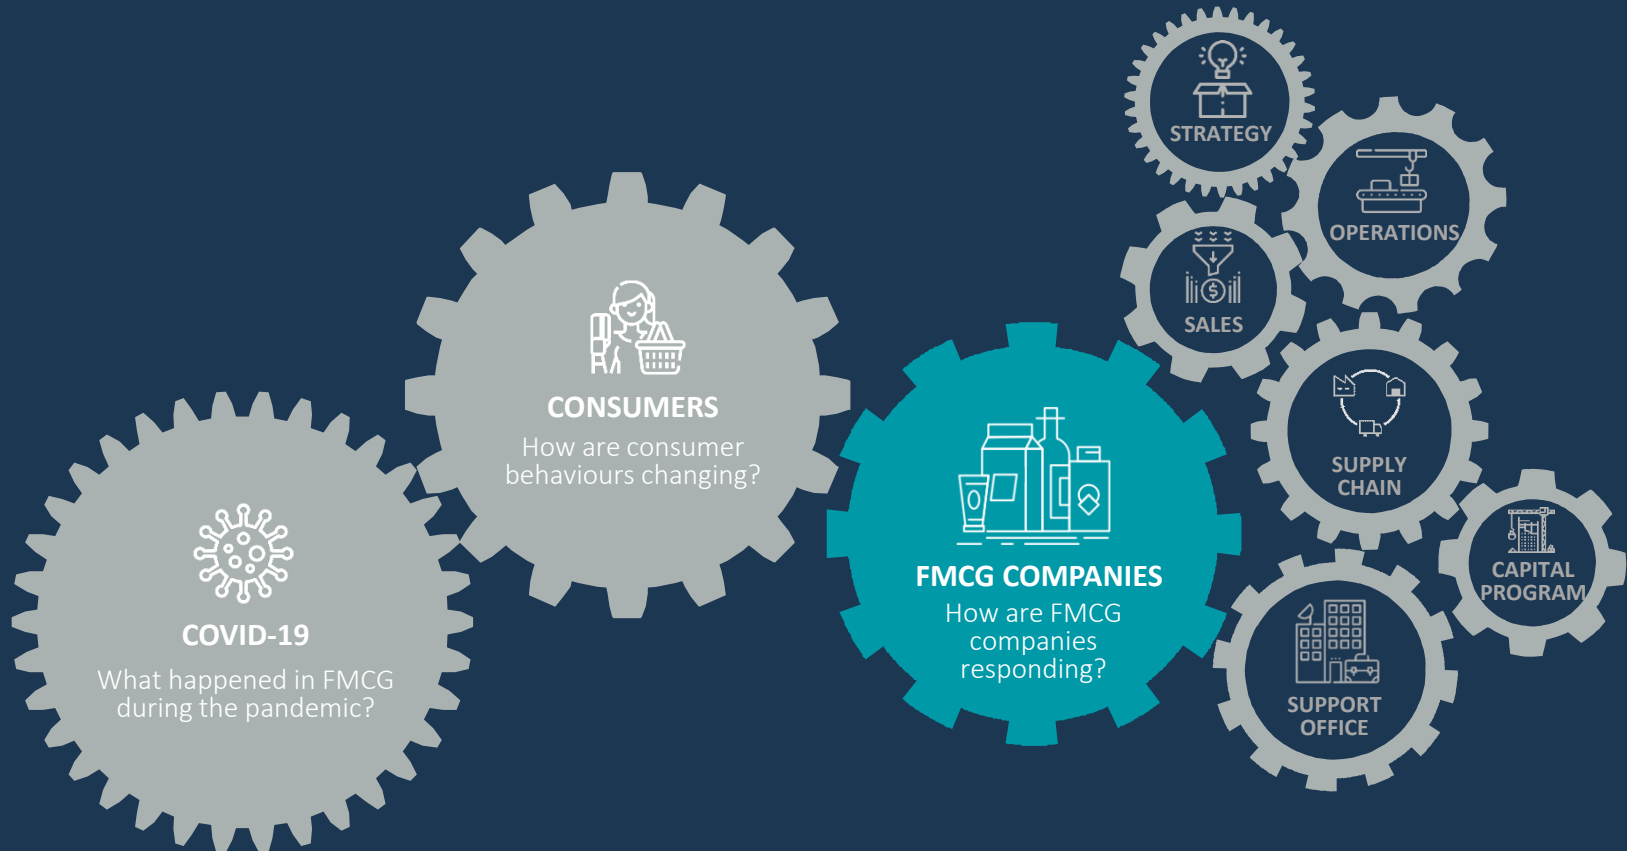 COVID-19
What happened in FMCG
during the pandemic?
CONSUMERS
How are consumer
behaviours changing?
FMCG COMPANIES
How are FMCG
companies
responding?
STRATEGY
OPERATIONS
SALES
SUPPLY
CHAIN
CAPITAL
PROGRAM
SUPPORT
OFFICE